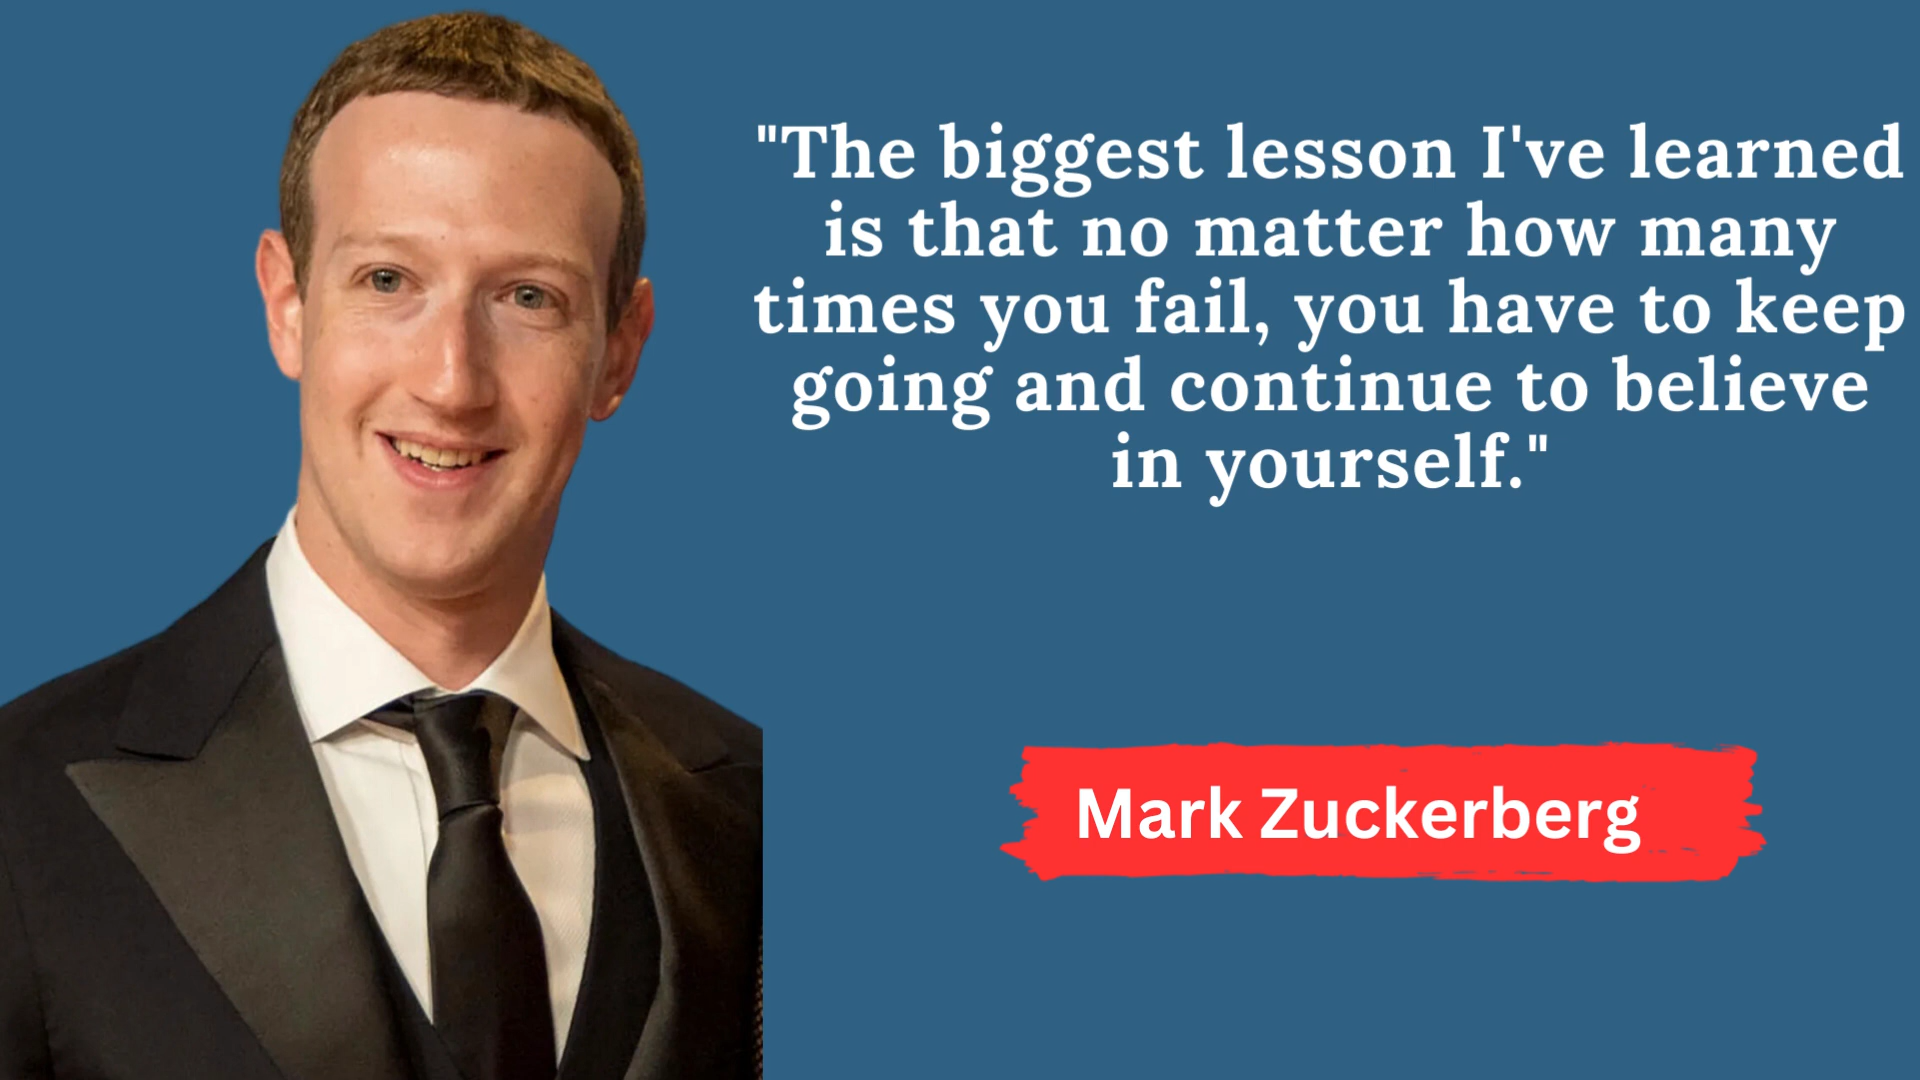 "The biggest lesson I've learned
is that no matter how many
times you fail, you have to keep
going and continue to believe
in yourself."
Mark Zuckerberg